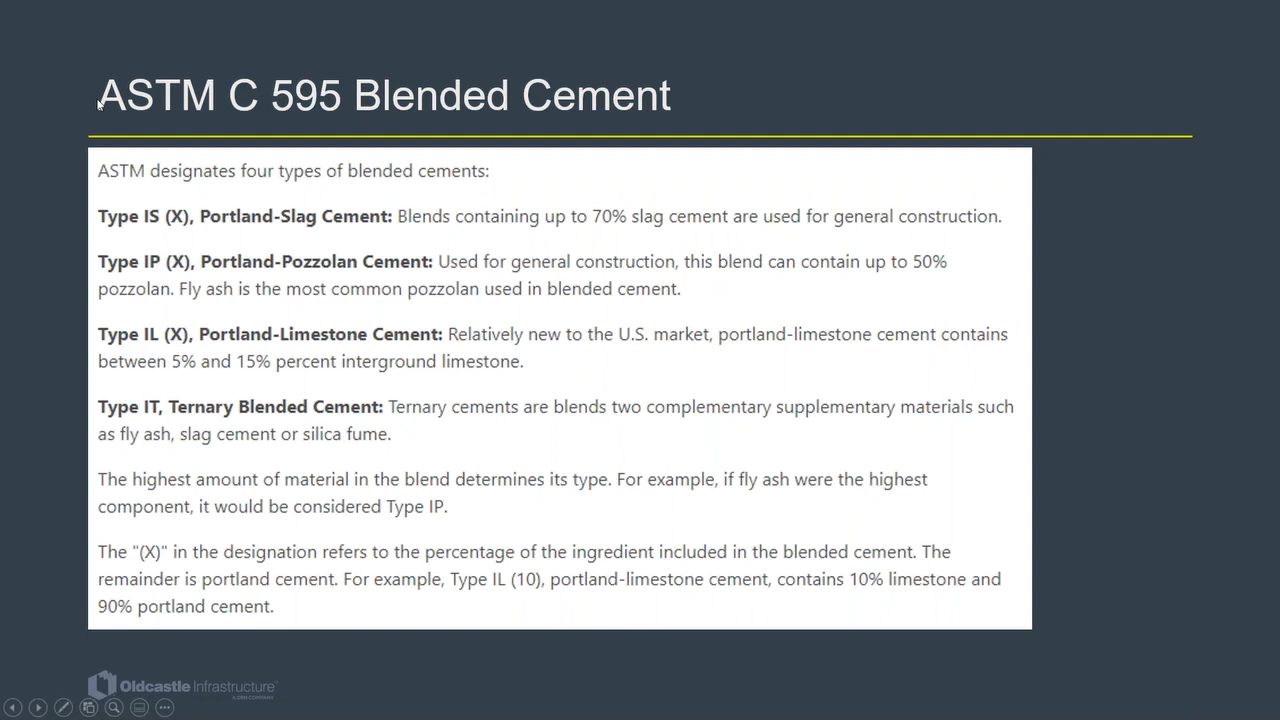 ASTM C 595 Blended Cement
ASTM designates four types of blended cements:
Type IS (X), Portland-Slag Cement: Blends containing up to 70% slag cement are used for general construction.
Type IP (X), Portland-Pozzolan Cement: Used for general construction, this blend can contain up to 50%
pozzolan. Fly ash is the most common pozzolan used in blended cement.
Type IL (X), Portland-Limestone Cement: Relatively new to the U.S. market, portland-limestone cement contains
between 5% and 15% percent interground limestone.
Type IT, Ternary Blended Cement: Ternary cements are blends two complementary supplementary materials such
as fly ash, slag cement or silica fume.
The highest amount of material in the blend determines its type. For example, if fly ash were the highest
component, it would be considered Type IP.
The "(X)" in the designation refers to the percentage of the ingredient included in the blended cement. The
remainder is portland cement. For example, Type IL (10), portland-limestone cement, contains 10% limestone and
90% portland cement.
Oldcastle Infrastructure™
A CRH COMPANY